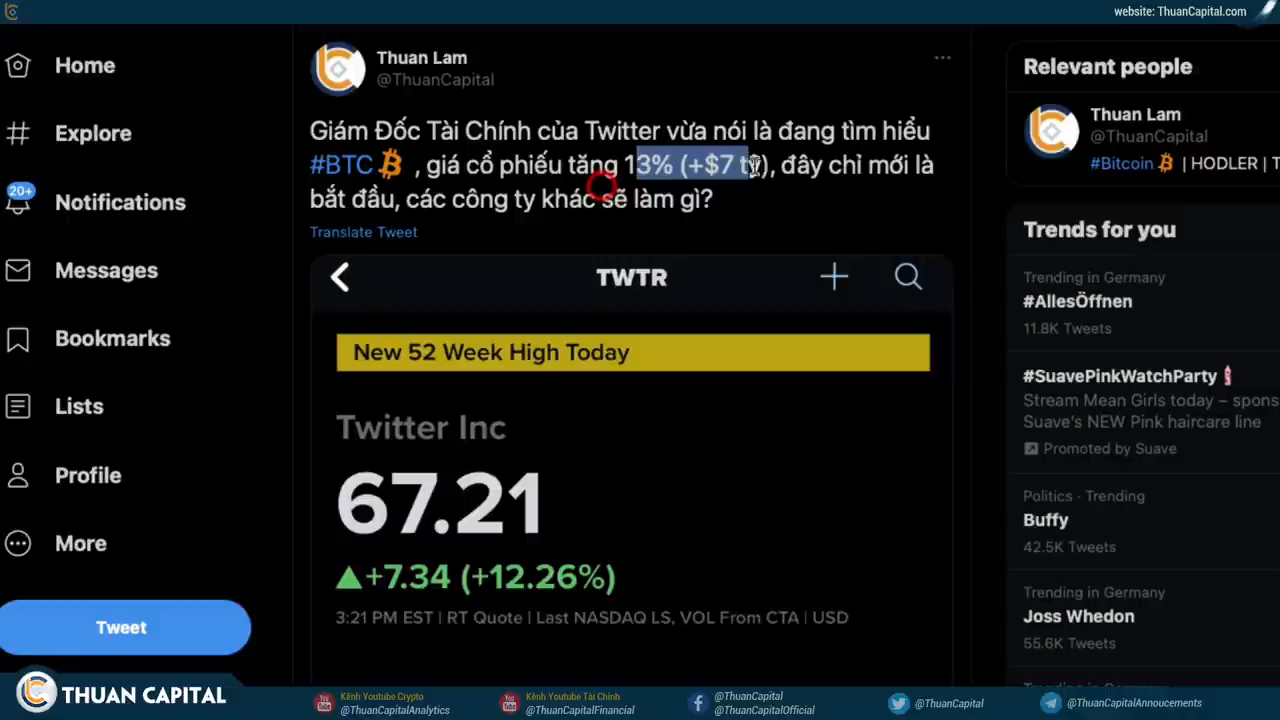 website: ThuanCapital.com
Home
Explore
20+
Notifications
Messages
Bookmarks
Lists
Profile
More
Tweet
Thuan Lam
@ThuanCapital
Giám Đốc Tài Chính của Twitter vừa nói là đang tìm hiểu
#BTC , giá cổ phiếu tăng 13% (+$7 tỷ), đây chỉ mới là
bắt đầu, các công ty khác sẽ làm gì?
Translate Tweet
TWTR
New 52 Week High Today
Twitter Inc
67.21
+7.34 (+12.26%)
3:21 PM EST | RT Quote | Last NASDAQ LS, VOL From CTA | USD
Relevant people
Thuan Lam
@ThuanCapital
#Bitcoin | HODLER | T
Trends for you
Trending in Germany
#AllesÖffnen
11.8K Tweets
#SuavePinkWatchParty
Stream Mean Girls today – spons
Suave's NEW Pink haircare line
Promoted by Suave
Politics · Trending
Buffy
42.5K Tweets
Trending in Germany
Joss Whedon
55.6K Tweets
THUAN CAPITAL
Kênh Youtube Crypto
@ThuanCapitalAnalytics
Kênh Youtube Tài Chính
@ThuanCapitalFinancial
@ThuanCapital
@ThuanCapitalOfficial
@ThuanCapital
@ThuanCapitalAnnoucements